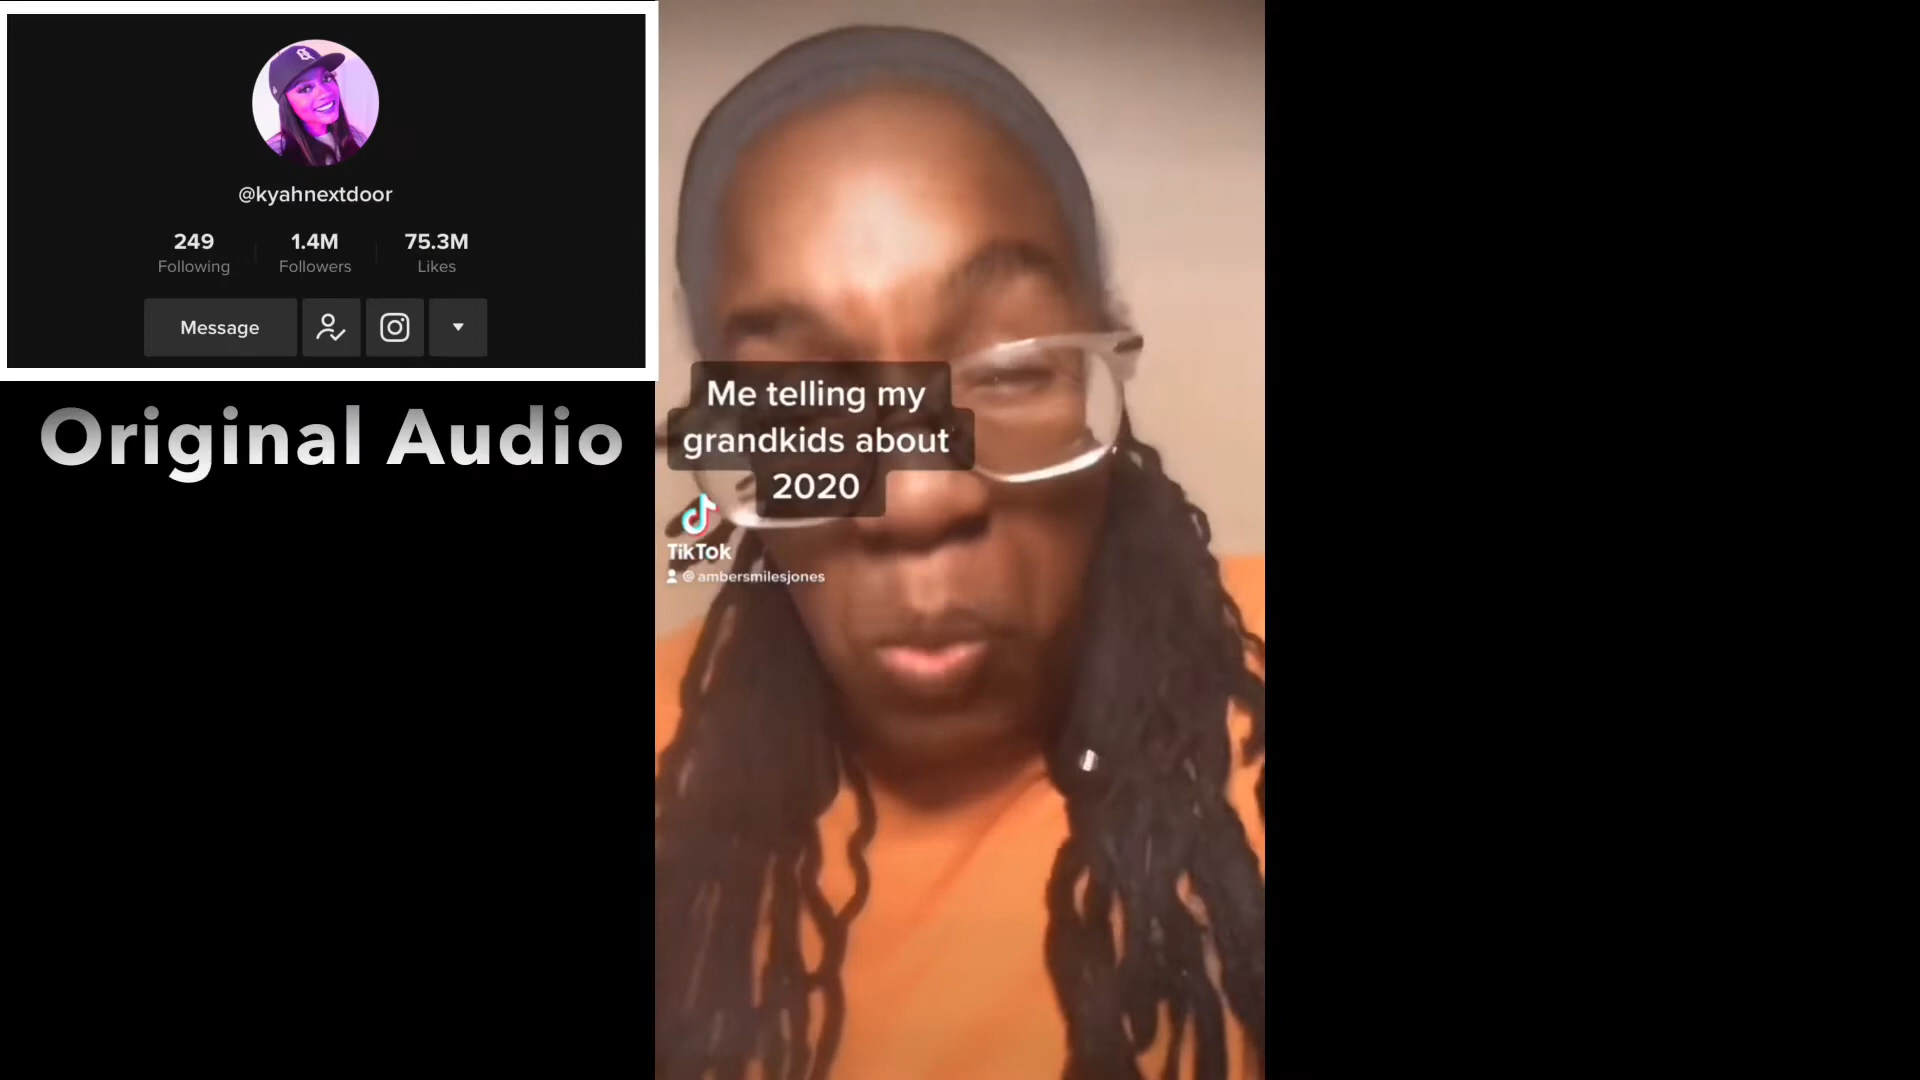 @kyahnextdoor
249
1.4M
75.3M
Following
Followers
Likes
Message
Original Audio
Me telling my
grandkids about
2020
TikTok
@ambersmilesjones